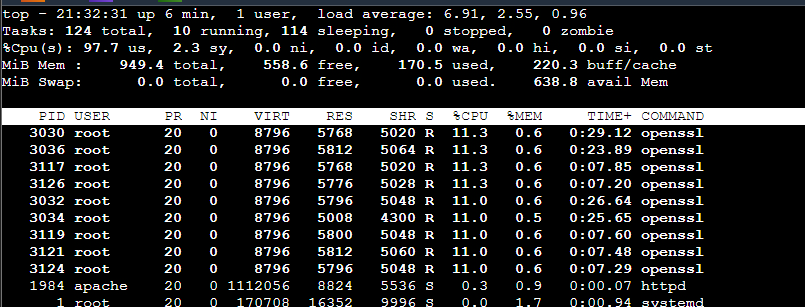 top - 21:32:31 up 6 min,  1 user,  load average: 6.91, 2.55, 0.96
Tasks: 124 total,  10 running, 114 sleeping,   0 stopped,   0 zombie
%Cpu(s): 97.7 us,  2.3 sy,  0.0 ni,  0.0 id,  0.0 wa,  0.0 hi,  0.0 si,  0.0 st
MiB Mem :    949.4 total,    558.6 free,    170.5 used,    220.3 buff/cache
MiB Swap:      0.0 total,      0.0 free,      0.0 used.    638.8 avail Mem
PID USER      PR  NI    VIRT    RES    SHR S  %CPU  %MEM     TIME+ COMMAND
3030 root      20   0    8796   5768   5020 R  11.3   0.6   0:29.12 openssl
3036 root      20   0    8796   5812   5064 R  11.3   0.6   0:23.89 openssl
3117 root      20   0    8796   5768   5020 R  11.3   0.6   0:07.85 openssl
3126 root      20   0    8796   5776   5028 R  11.3   0.6   0:07.20 openssl
3032 root      20   0    8796   5796   5048 R  11.0   0.6   0:26.64 openssl
3034 root      20   0    8796   5008   4300 R  11.0   0.5   0:25.65 openssl
3119 root      20   0    8796   5800   5048 R  11.0   0.6   0:07.60 openssl
3121 root      20   0    8796   5812   5060 R  11.0   0.6   0:07.48 openssl
3124 root      20   0    8796   5796   5048 R  11.0   0.6   0:07.29 openssl
1984 apache    20   0 1112056   8824   5536 S   0.3   0.9   0:00.07 httpd
1 root      20   0  170708  16352   9996 S   0.0   1.7   0:00.94 systemd